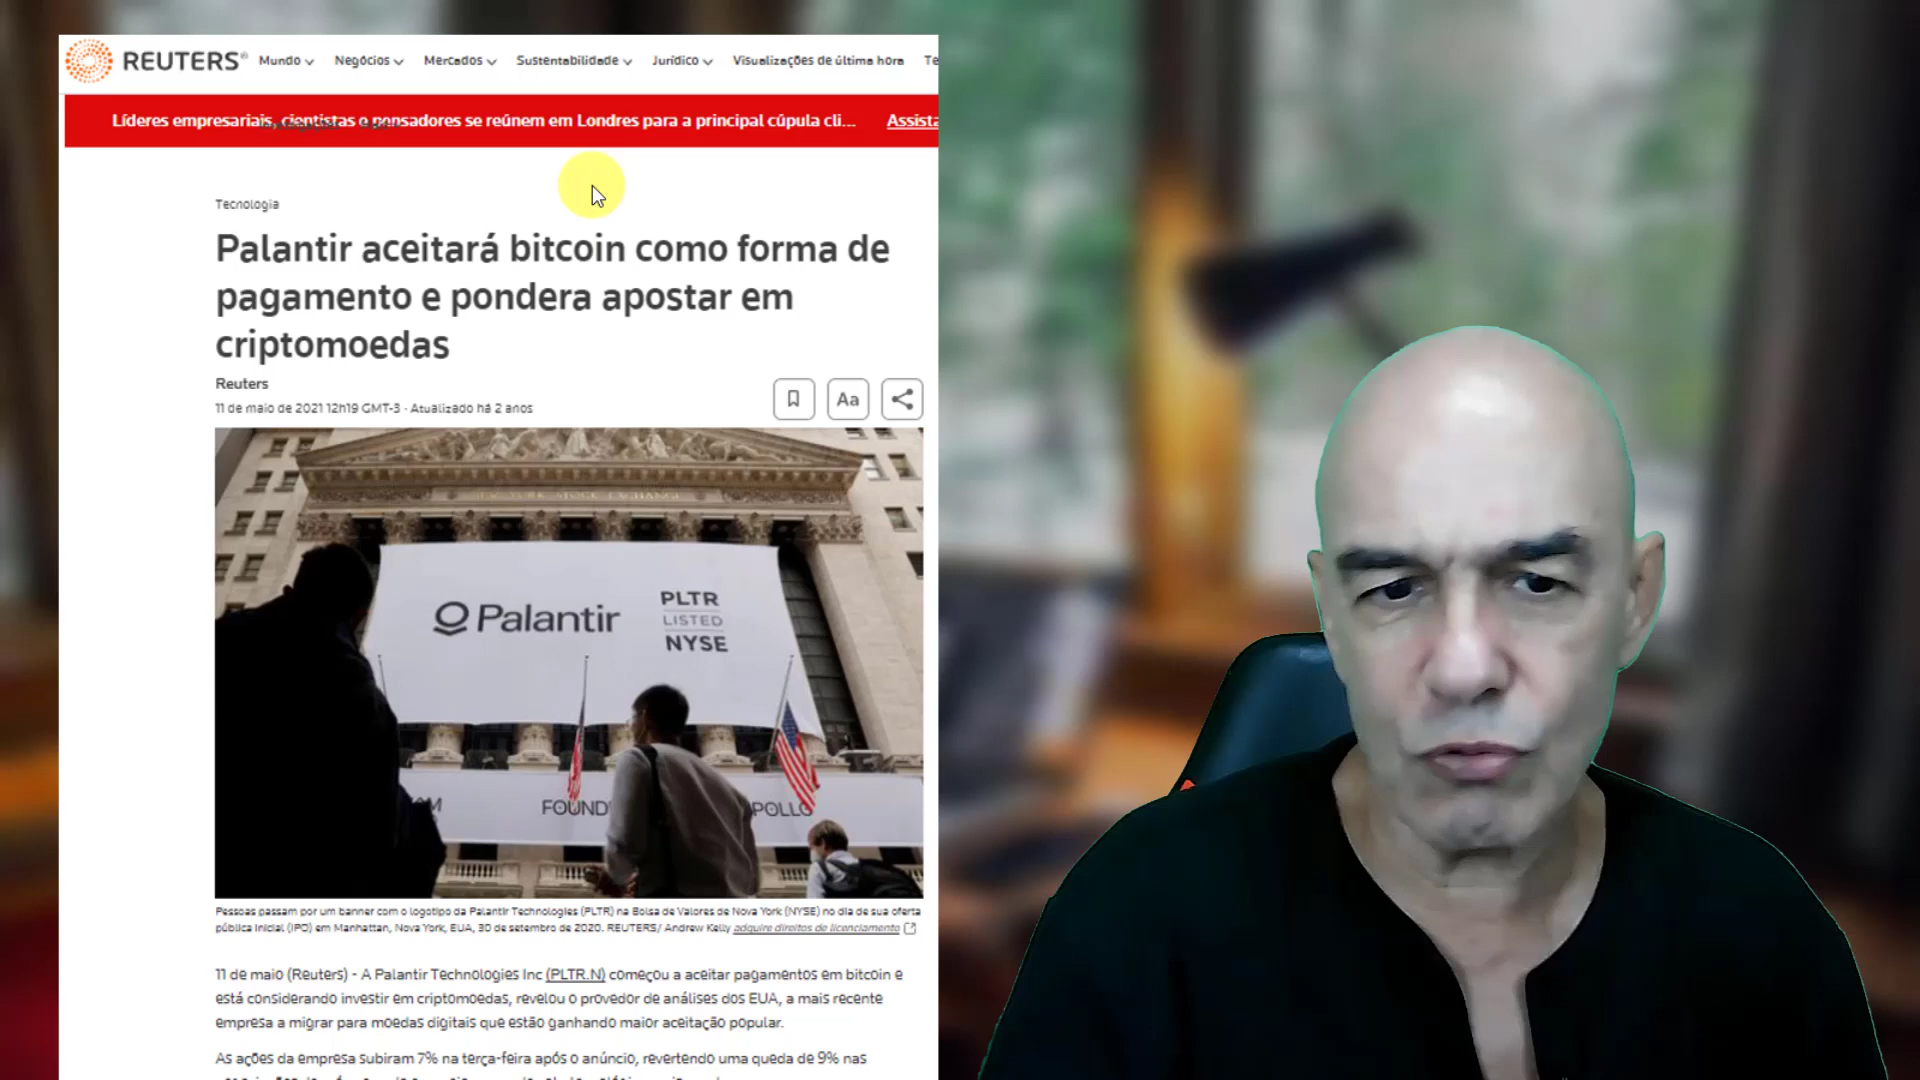 REUTERS® Mundo Negócios Mercados Sustentabilidade Jurídico Visualizações de última hora Te
Líderes empresariais, cientistas e pensadores se reúnem em Londres para a principal cúpula cli... Assista
Tecnologia
Palantir aceitará bitcoin como forma de
pagamento e pondera apostar em
criptomoedas
Reuters
11 de maio de 2021 12h19 GMT-3 · Atualizado há 2 anos
Aa
NEW YORK STOCK EXCHANGE
Palantir
PLTR
LISTED
NYSE
FOUND
POLLO
Pessoas passam por um banner com o logotipo da Palantir Technologies (PLTR) na Bolsa de Valores de Nova York (NYSE) no dia de sua oferta
pública inicial (IPO) em Manhattan, Nova York, EUA, 30 de setembro de 2020. REUTERS/ Andrew Kelly adquire direitos de licenciamento
11 de maio (Reuters) - A Palantir Technologies Inc (PLTR.N) começou a aceitar pagamentos em bitcoin e
está considerando investir em criptomoedas, revelou o provedor de análises dos EUA, a mais recente
empresa a migrar para moedas digitais que estão ganhando maior aceitação popular.
As ações da empresa subiram 7% na terça-feira após o anúncio, revertendo uma queda de 9% nas